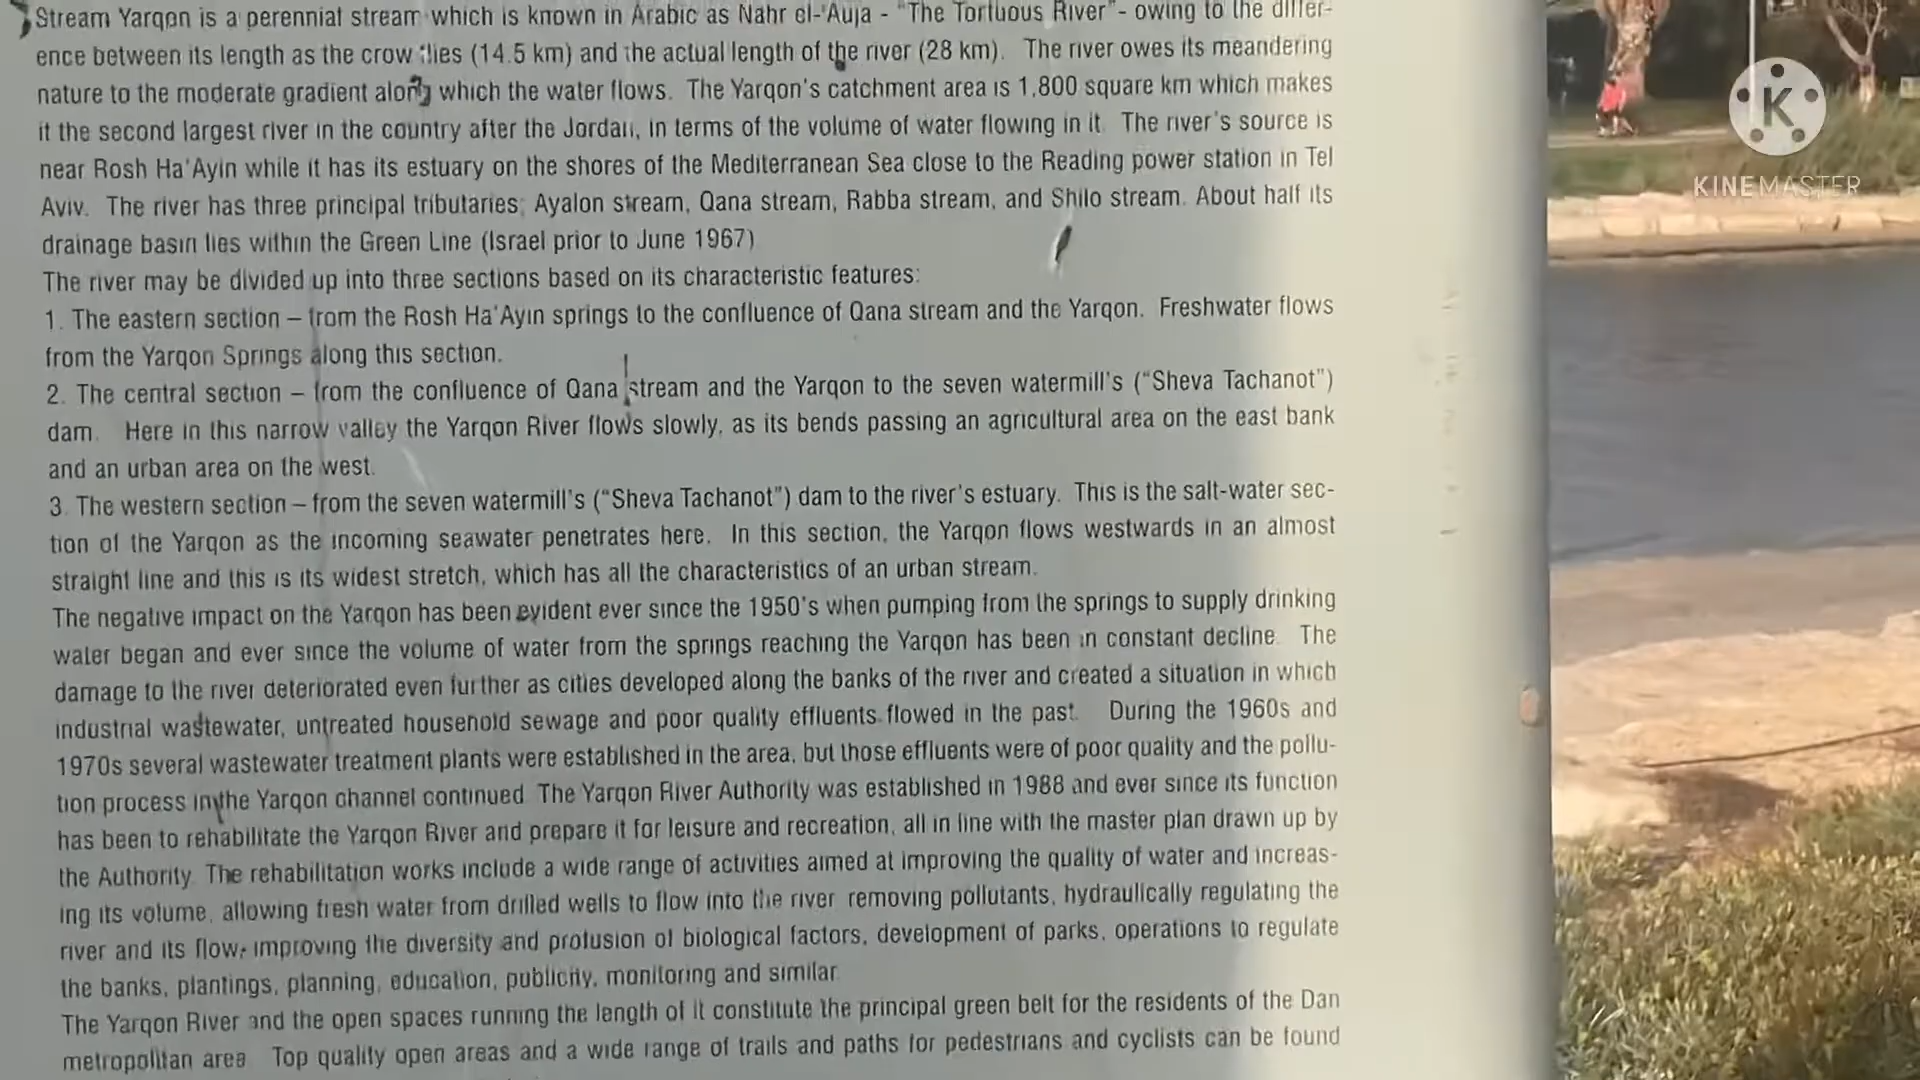 Stream Yarqon is a perennial stream which is known in Arabic as Nahr el-'Auja - "The Tortuous River"- owing to the differ-
ence between its length as the crow flies (14.5 km) and the actual length of the river (28 km). The river owes its meandering
nature to the moderate gradient along which the water flows. The Yarqon's catchment area is 1,800 square km which makes
it the second largest river in the country after the Jordan, in terms of the volume of water flowing in it. The river's source is
near Rosh Ha'Ayin while it has its estuary on the shores of the Mediterranean Sea close to the Reading power station in Tel
Aviv. The river has three principal tributaries: Ayalon stream, Qana stream, Rabba stream, and Shilo stream. About half its
drainage basin lies within the Green Line (Israel prior to June 1967)
The river may be divided up into three sections based on its characteristic features:
1. The eastern section – from the Rosh Ha'Ayin springs to the confluence of Qana stream and the Yarqon. Freshwater flows
from the Yarqon Springs along this section.
2. The central section – from the confluence of Qana stream and the Yarqon to the seven watermill's ("Sheva Tachanot")
dam. Here in this narrow valley the Yarqon River flows slowly, as its bends passing an agricultural area on the east bank
and an urban area on the west.
3. The western section – from the seven watermill's ("Sheva Tachanot") dam to the river's estuary. This is the salt-water sec-
tion of the Yarqon as the incoming seawater penetrates here. In this section, the Yarqon flows westwards in an almost
straight line and this is its widest stretch, which has all the characteristics of an urban stream.
The negative impact on the Yarqon has been evident ever since the 1950's when pumping from the springs to supply drinking
water began and ever since the volume of water from the springs reaching the Yarqon has been in constant decline. The
damage to the river deteriorated even further as cities developed along the banks of the river and created a situation in which
industrial wastewater, untreated household sewage and poor quality effluents flowed in the past. During the 1960s and
1970s several wastewater treatment plants were established in the area, but those effluents were of poor quality and the pollu-
tion process in the Yarqon channel continued. The Yarqon River Authority was established in 1988 and ever since its function
has been to rehabilitate the Yarqon River and prepare it for leisure and recreation, all in line with the master plan drawn up by
the Authority. The rehabilitation works include a wide range of activities aimed at improving the quality of water and increas-
ing its volume, allowing fresh water from drilled wells to flow into the river removing pollutants, hydraulically regulating the
river and its flow, improving the diversity and profusion of biological factors, development of parks, operations to regulate
the banks, plantings, planning, education, publicity, monitoring and similar
The Yarqon River and the open spaces running the length of it constitute the principal green belt for the residents of the Dan
metropolitan area. Top quality open areas and a wide range of trails and paths for pedestrians and cyclists can be found
K
KINEMASTER